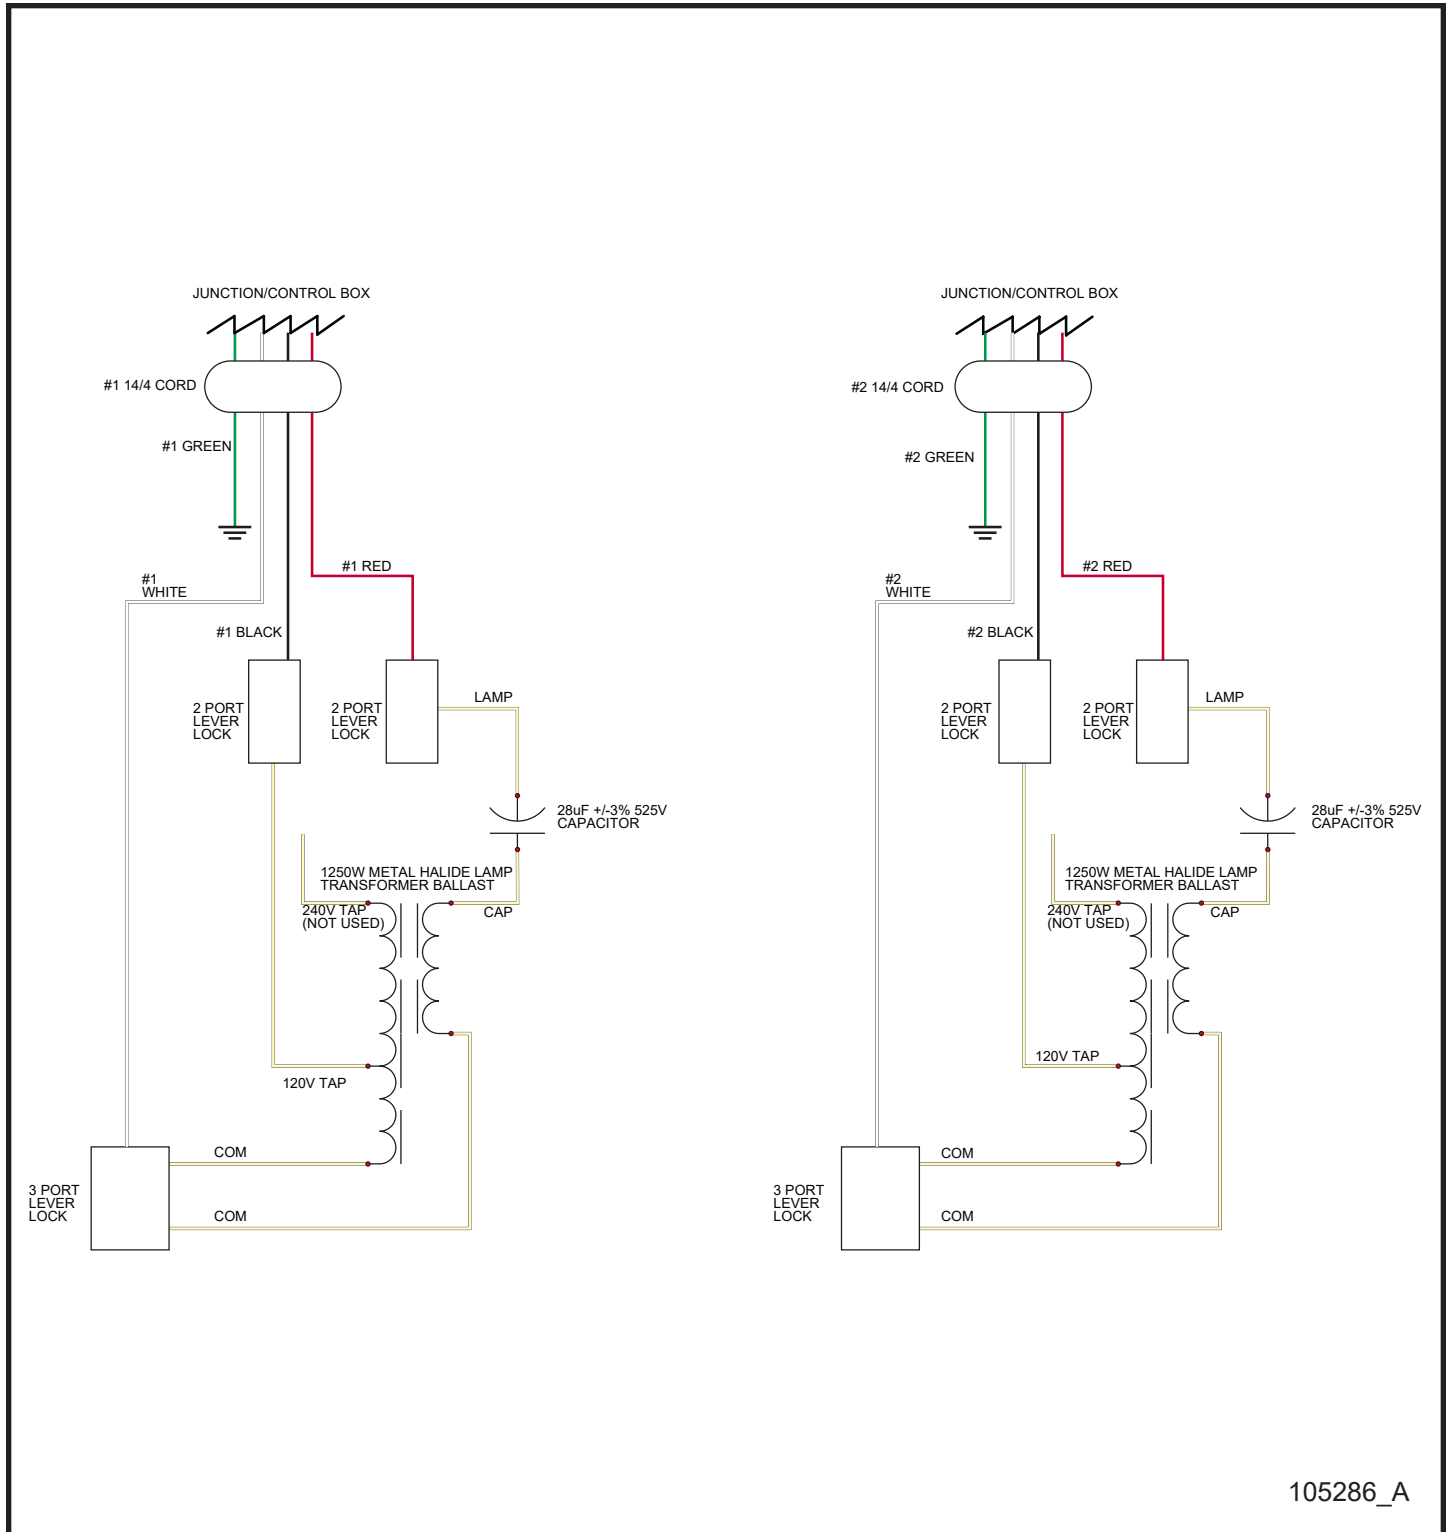 JUNCTION/CONTROL BOX
#1 14/4 CORD
#1 GREEN
#1 RED
#1
WHITE
#1 BLACK
2 PORT
LEVER
LOCK
2 PORT
LEVER
LOCK
LAMP
28uF +/-3% 525V
CAPACITOR
1250W METAL HALIDE LAMP
TRANSFORMER BALLAST
240V TAP
(NOT USED)
CAP
120V TAP
COM
3 PORT
LEVER
LOCK
COM
JUNCTION/CONTROL BOX
#2 14/4 CORD
#2 GREEN
#2 RED
#2
WHITE
#2 BLACK
2 PORT
LEVER
LOCK
2 PORT
LEVER
LOCK
LAMP
28uF +/-3% 525V
CAPACITOR
1250W METAL HALIDE LAMP
TRANSFORMER BALLAST
240V TAP
(NOT USED)
CAP
120V TAP
COM
3 PORT
LEVER
LOCK
COM
105286_A